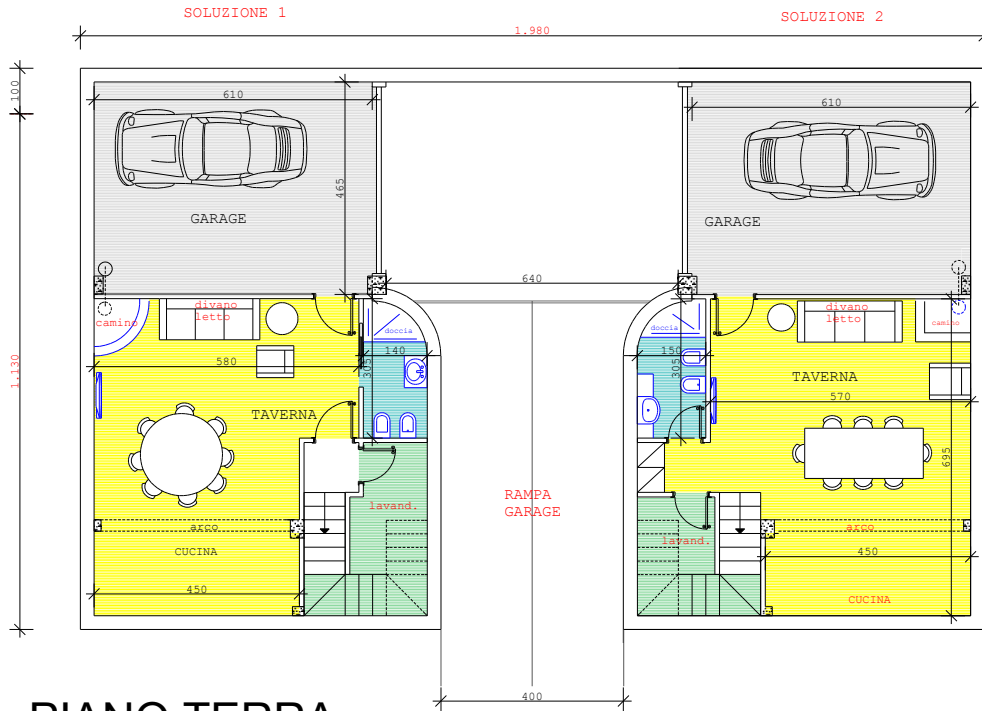 SOLUZIONE 1
SOLUZIONE 2
1.980
100
610
610
465
GARAGE
GARAGE
640
divano
letto
divano
letto
camino
camino
doccia
doccia
140
150
580
305
305
TAVERNA
570
1.130
TAVERNA
695
RAMPA
GARAGE
lavand.
lavand.
arco
arco
CUCINA
450
450
CUCINA
400
PIANO TERRA